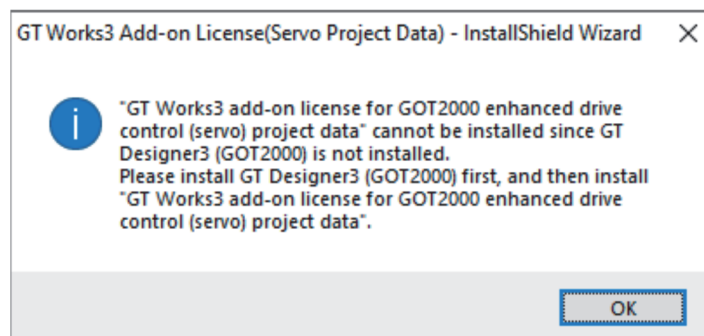 GT Works3 Add-on License(Servo Project Data) - InstallShield Wizard
"GT Works3 add-on license for GOT2000 enhanced drive
control (servo) project data" cannot be installed since GT
Designer3 (GOT2000) is not installed.
Please install GT Designer3 (GOT2000) first, and then install
"GT Works3 add-on license for GOT2000 enhanced drive
control (servo) project data".
OK